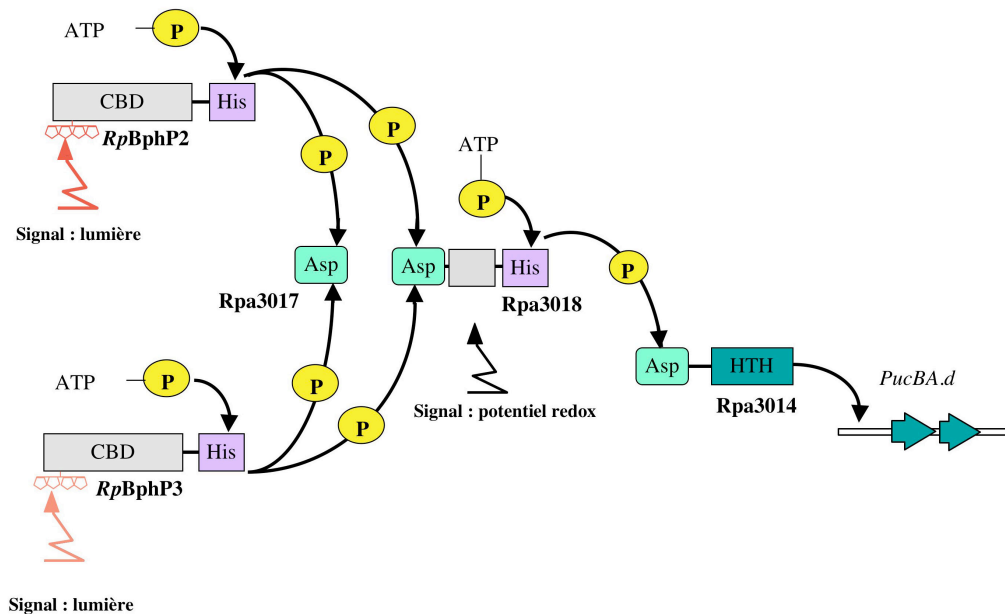 ATP
P
CBD
His
RpBphP2
Signal : lumière
P
P
ATP
P
Asp
Rpa3017
Asp
His
Rpa3018
P
Signal : potentiel redox
Asp
HTH
Rpa3014
PucBA.d
ATP
P
P
P
CBD
His
RpBphP3
Signal : lumière